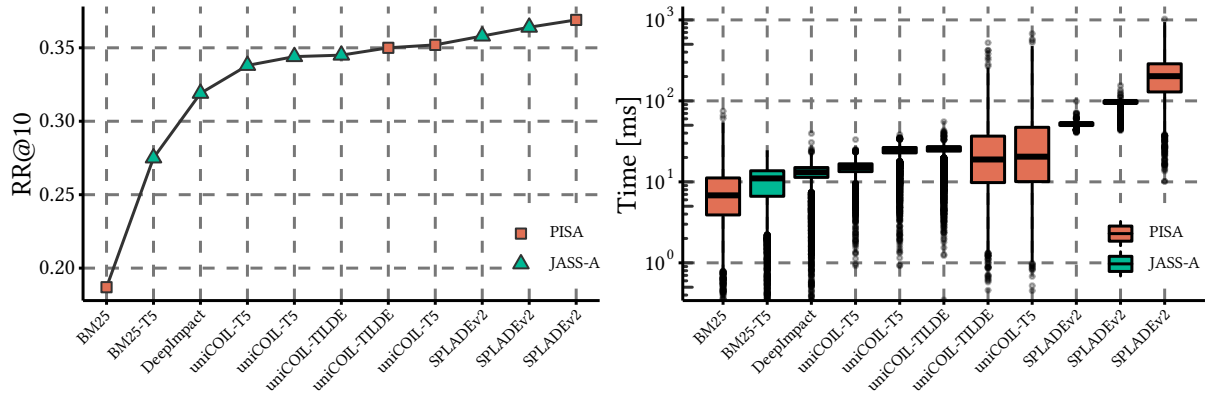 RR@10
0.35
0.30
0.25
0.20
PISA
JASS-A
BM25
BM25-T5
DeepImpact
uniCOIL-T5
uniCOIL-T5
uniCOIL-TILDE
uniCOIL-TILDE
uniCOIL-T5
SPLADEv2
SPLADEv2
SPLADEv2
Time [ms]
10³
10²
10¹
10⁰
PISA
JASS-A
BM25
BM25-T5
DeepImpact
uniCOIL-T5
uniCOIL-T5
uniCOIL-TILDE
uniCOIL-TILDE
uniCOIL-T5
SPLADEv2
SPLADEv2
SPLADEv2